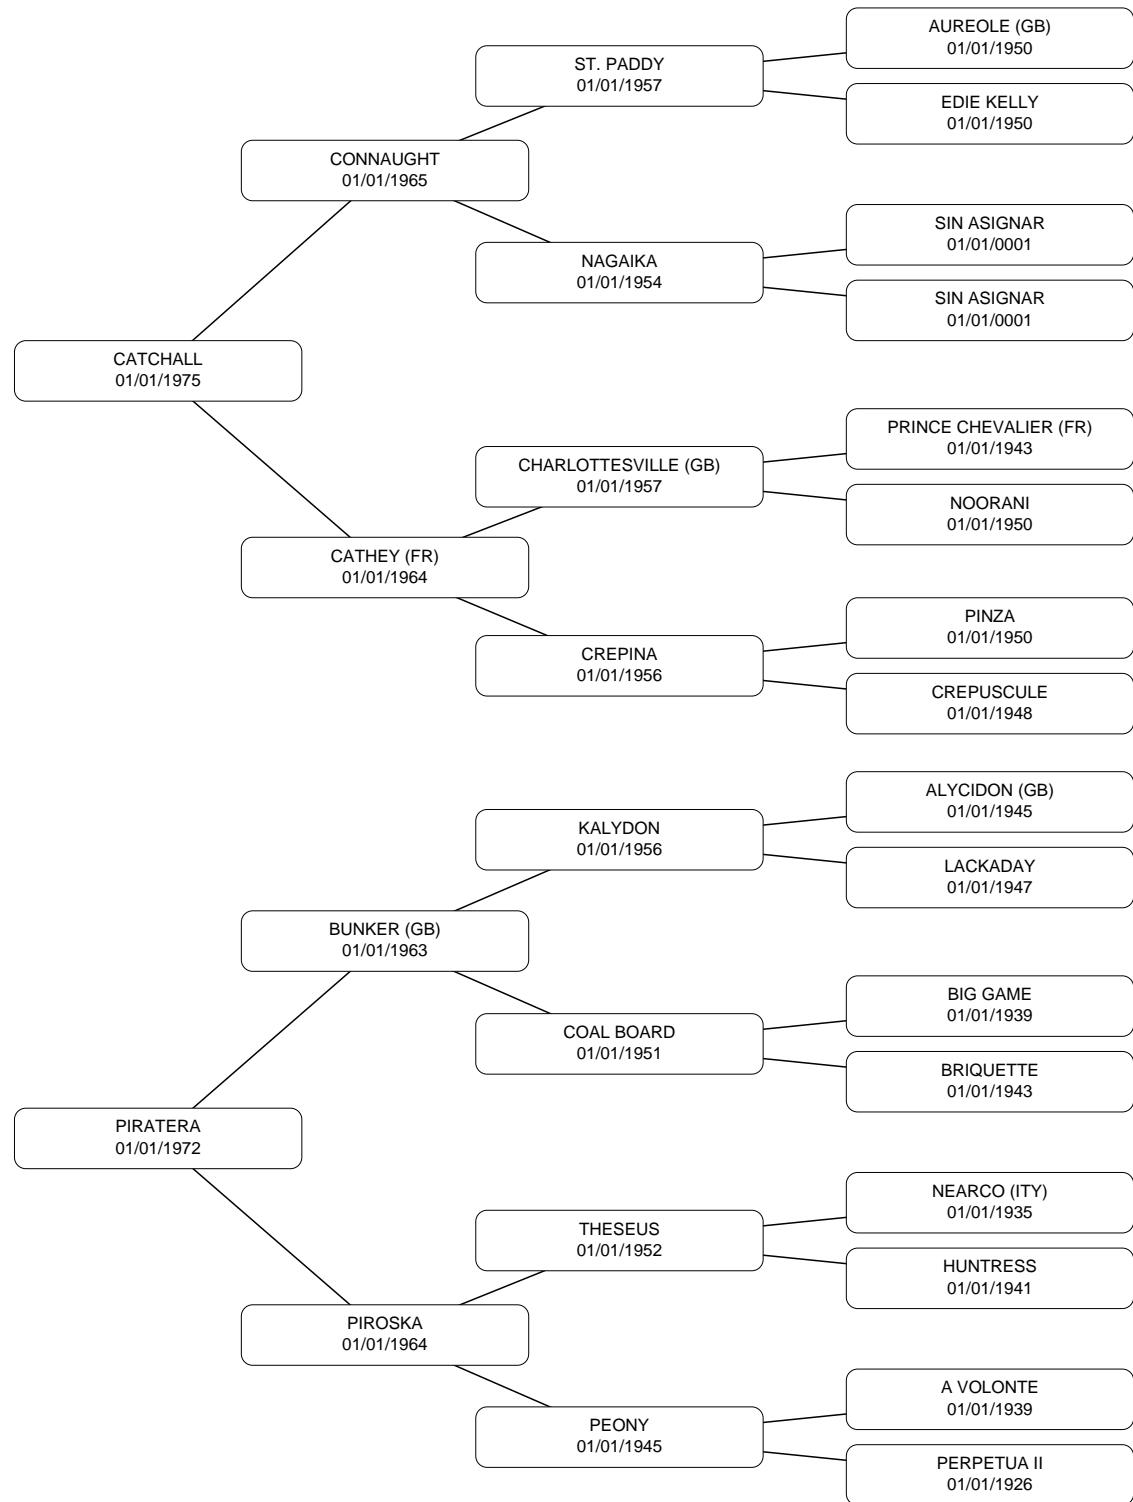 AUREOLE (GB)
01/01/1950
ST. PADDY
01/01/1957
EDIE KELLY
01/01/1950
CONNAUGHT
01/01/1965
SIN ASIGNAR
01/01/0001
NAGAIKA
01/01/1954
SIN ASIGNAR
01/01/0001
CATCHALL
01/01/1975
PRINCE CHEVALIER (FR)
01/01/1943
CHARLOTTESVILLE (GB)
01/01/1957
NOORANI
01/01/1950
CATHEY (FR)
01/01/1964
PINZA
01/01/1950
CREPINA
01/01/1956
CREPUSCULE
01/01/1948
ALYCIDON (GB)
01/01/1945
KALYDON
01/01/1956
LACKADAY
01/01/1947
BUNKER (GB)
01/01/1963
BIG GAME
01/01/1939
COAL BOARD
01/01/1951
BRIQUETTE
01/01/1943
PIRATERA
01/01/1972
NEARCO (ITY)
01/01/1935
THESEUS
01/01/1952
HUNTRESS
01/01/1941
PIROSKA
01/01/1964
A VOLONTE
01/01/1939
PEONY
01/01/1945
PERPETUA II
01/01/1926